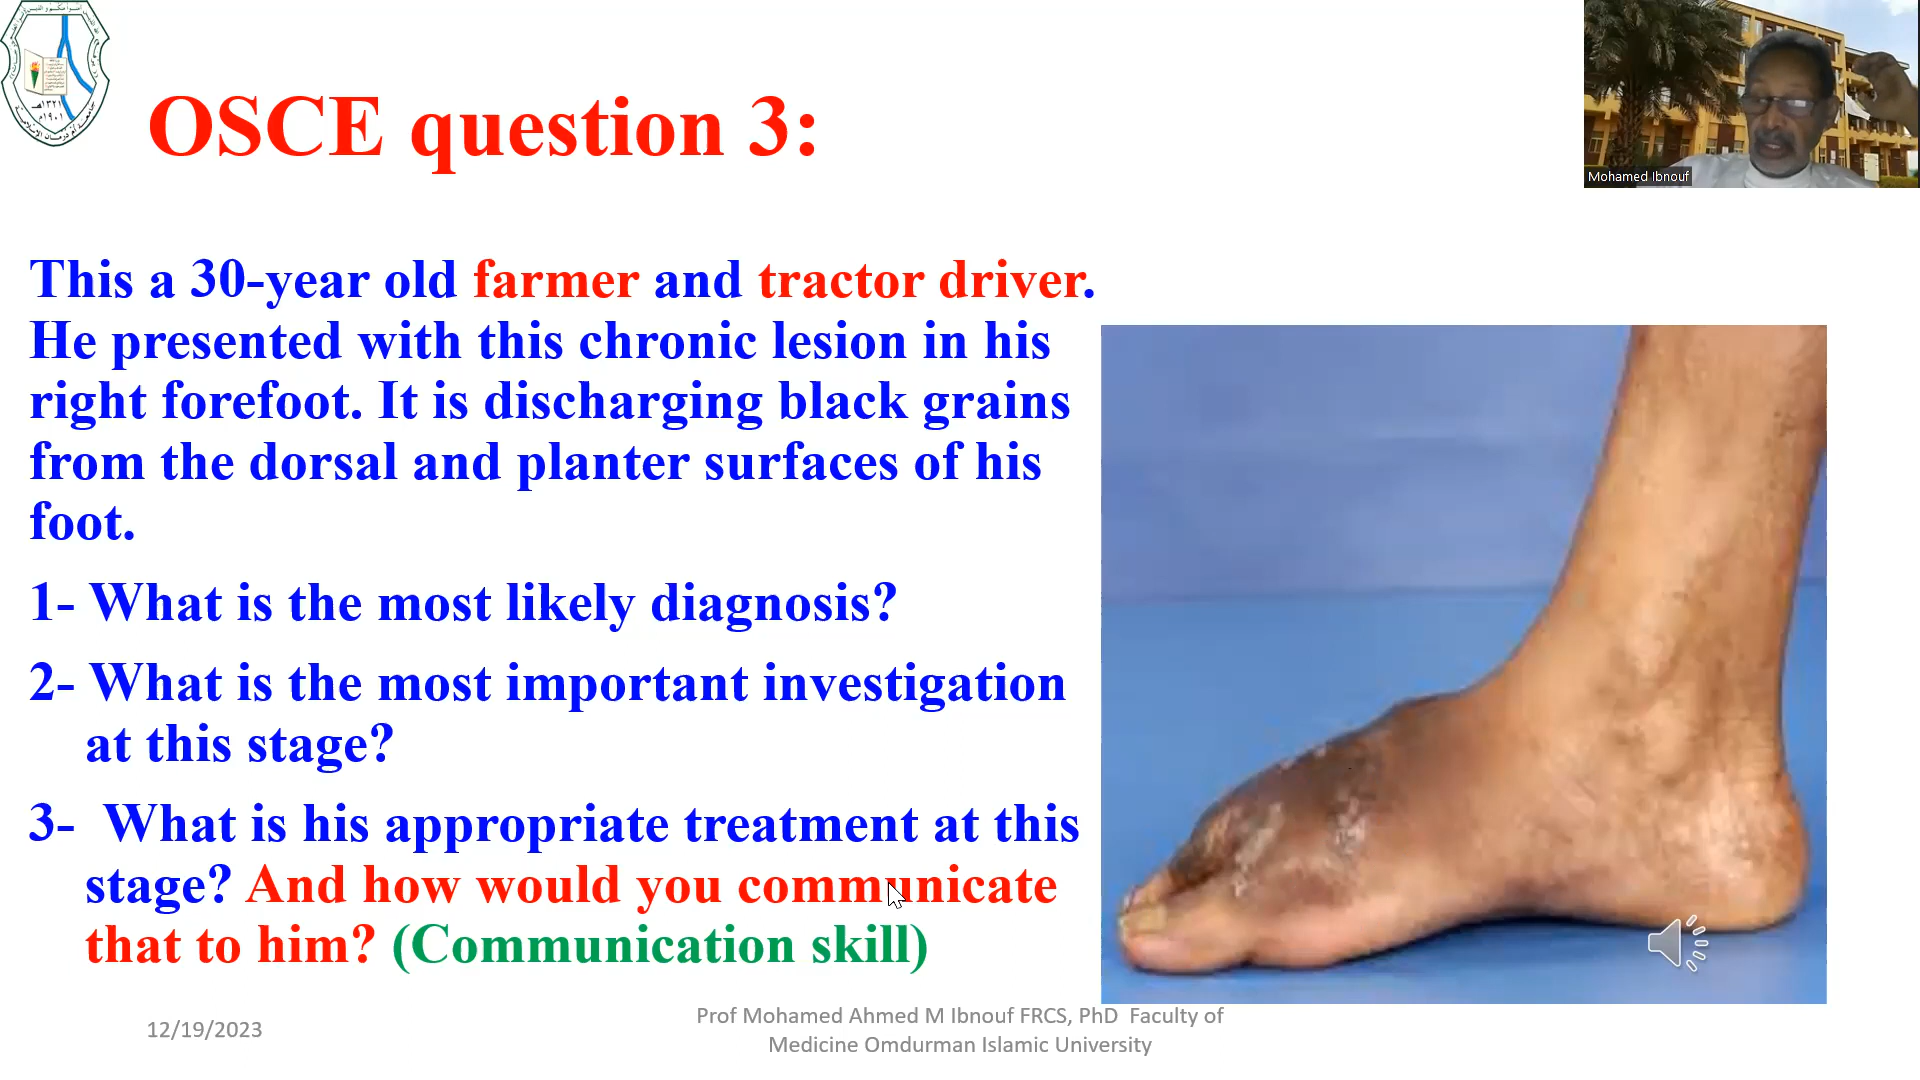 OSCE question 3:
Mohamed Ibnouf
This a 30-year old farmer and tractor driver.
He presented with this chronic lesion in his
right forefoot. It is discharging black grains
from the dorsal and planter surfaces of his
foot.
1- What is the most likely diagnosis?
2- What is the most important investigation
at this stage?
3- What is his appropriate treatment at this
stage? And how would you communicate
that to him? (Communication skill)
12/19/2023
Prof Mohamed Ahmed M Ibnouf FRCS, PhD Faculty of
Medicine Omdurman Islamic University